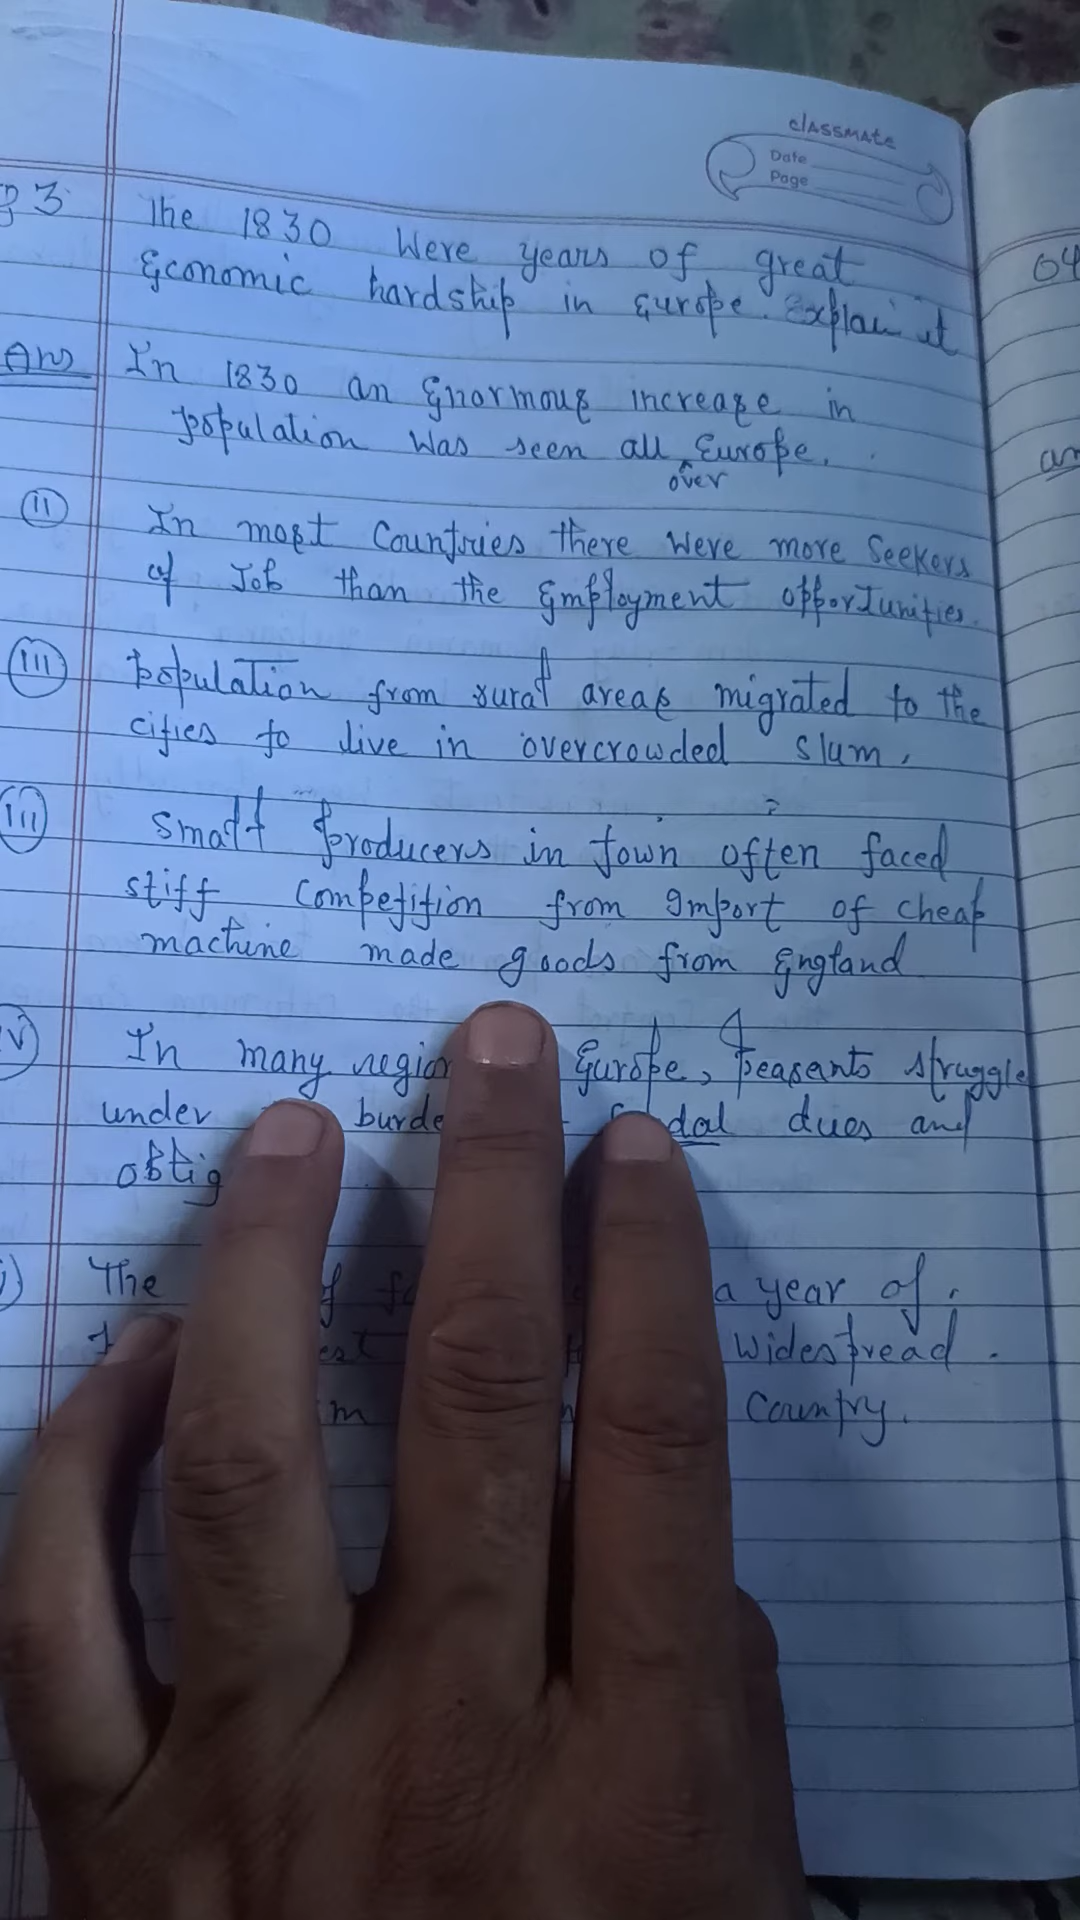 classmate
Date
Page
3 The 1830 Were years of great
Economic hardship in Europe. Explain it
Ans In 1830 an Enormous increase in
population Was seen all over Europe.
(ii) In most Countries there Were more Seekers
of Job than the Employment opportunities.
(iii) population from rural areas migrated to the
cities to live in overcrowded slum.
(iii) Small producers in town often faced
stiff Competition from import of cheap
machine made goods from England
In many Europe, peasants struggle
under dues and
The a year of
Widespread
Country.
04